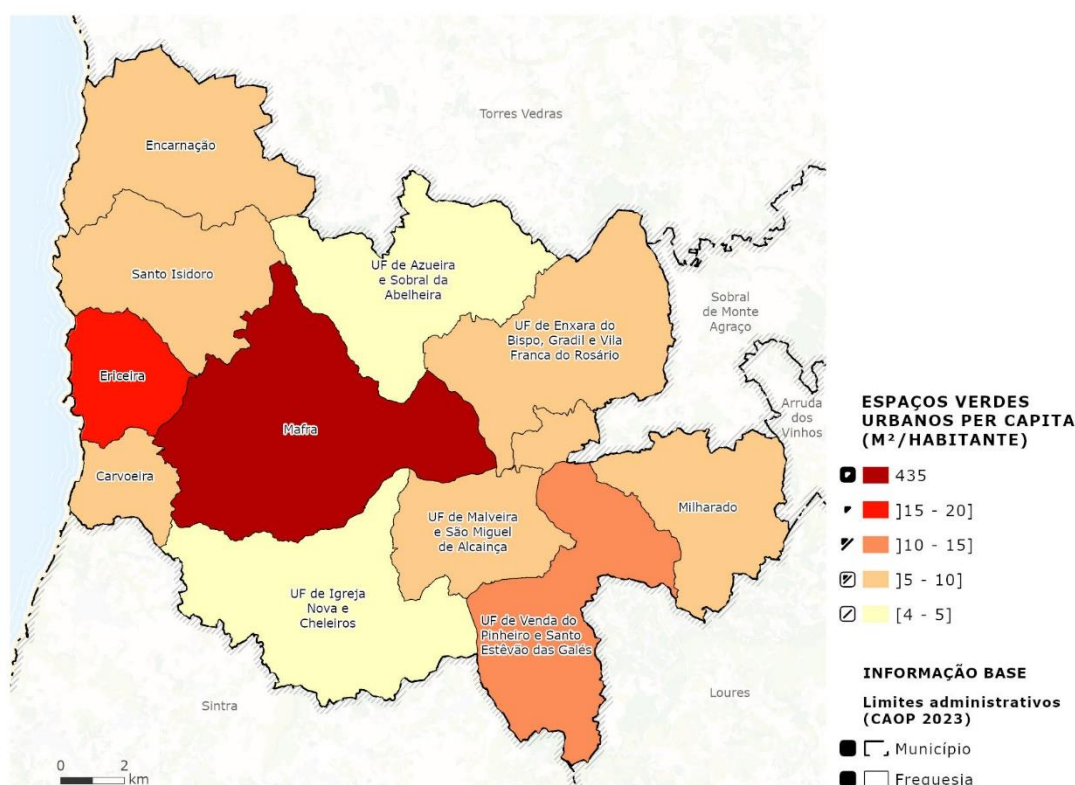 Torres Vedras
Encarnação
Santo Isidoro
UF de Azueira
e Sobral da
Abelheira
UF de Enxara do
Bispo, Gradil e Vila
Franca do Rosário
Sobral
de Monte
Agraço
Ericeira
Mafra
Arruda
dos
Vinhos
Carvoeira
UF de Malveira
e São Miguel
de Alcainça
Milharado
UF de Igreja
Nova e
Cheleiros
UF de Venda do
Pinheiro e Santo
Estêvão das Galés
Sintra
Loures
0 2
km
ESPAÇOS VERDES
URBANOS PER CAPITA
(M²/HABITANTE)
435
]15 - 20]
]10 - 15]
]5 - 10]
[4 - 5]
INFORMAÇÃO BASE
Limites administrativos
(CAOP 2023)
Município
Freguesia